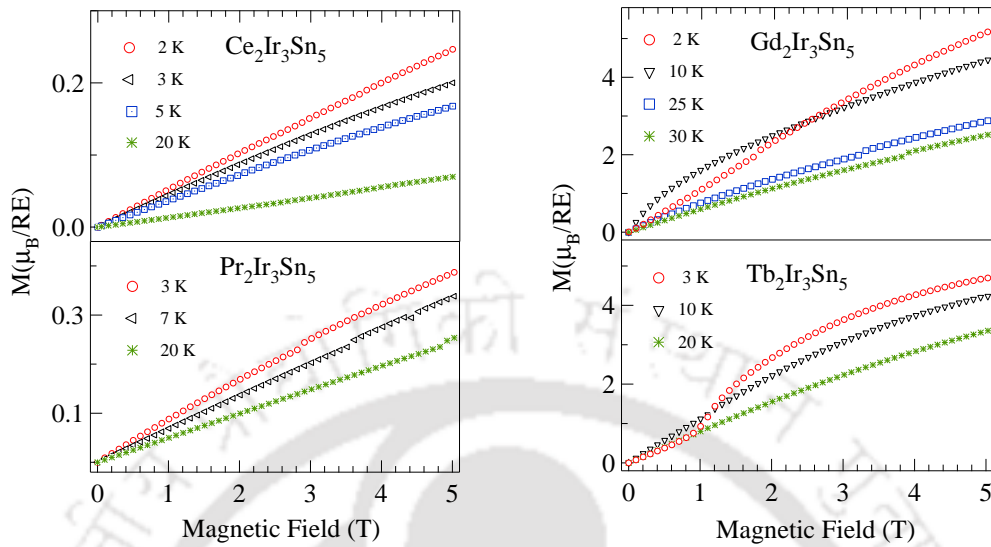 Ce₂Ir₃Sn₅
2 K
3 K
5 K
20 K
0.2
0.0
M(μ_B/RE)
Pr₂Ir₃Sn₅
3 K
7 K
20 K
0.3
0.1
0 1 2 3 4 5
Magnetic Field (T)
Gd₂Ir₃Sn₅
2 K
10 K
25 K
30 K
4
2
0
M(μ_B/RE)
Tb₂Ir₃Sn₅
3 K
10 K
20 K
4
2
0
0 1 2 3 4 5
Magnetic Field (T)